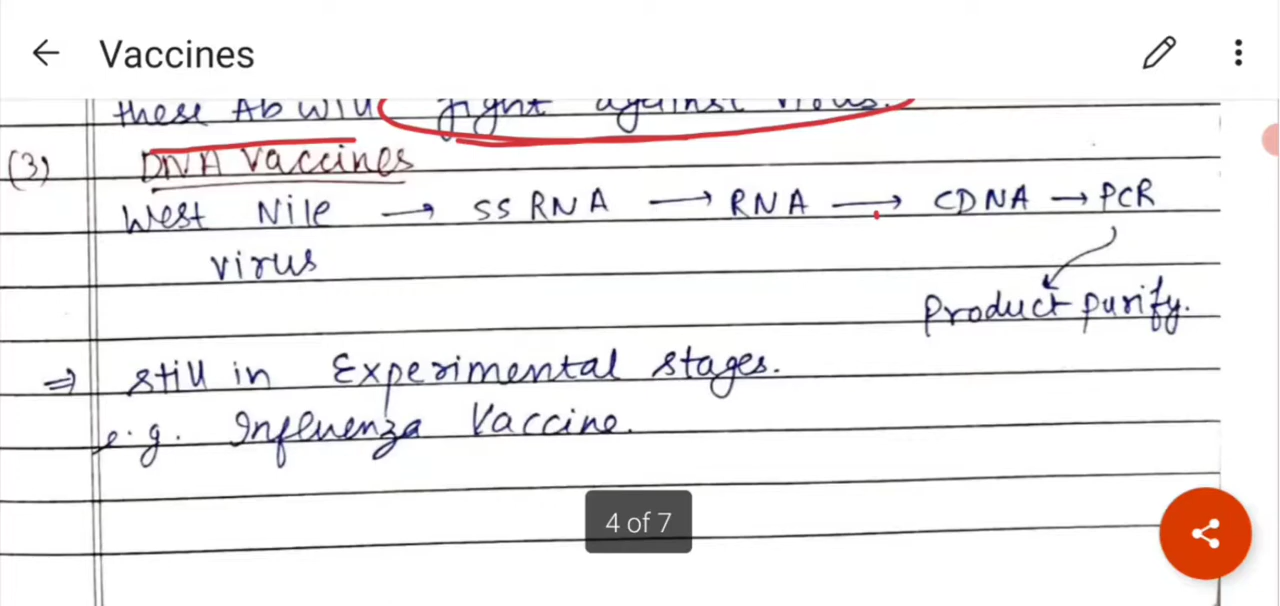 Vaccines
these Ab will fight against virus.
(3) DNA Vaccines
West Nile → SS RNA → RNA → CDNA → PCR
virus
Product purify.
⇒ still in Experimental stages.
e.g. Influenza Vaccine.
4 of 7